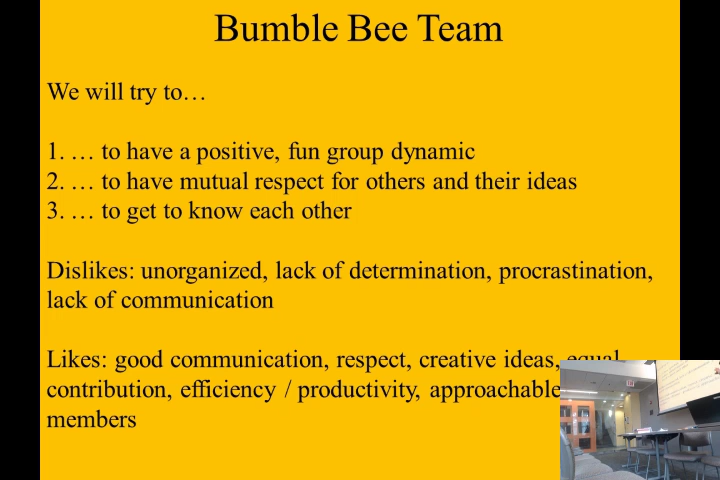 Bumble Bee Team
We will try to…
1. … to have a positive, fun group dynamic
2. … to have mutual respect for others and their ideas
3. … to get to know each other
Dislikes: unorganized, lack of determination, procrastination,
lack of communication
Likes: good communication, respect, creative ideas, equal
contribution, efficiency / productivity, approachable
members